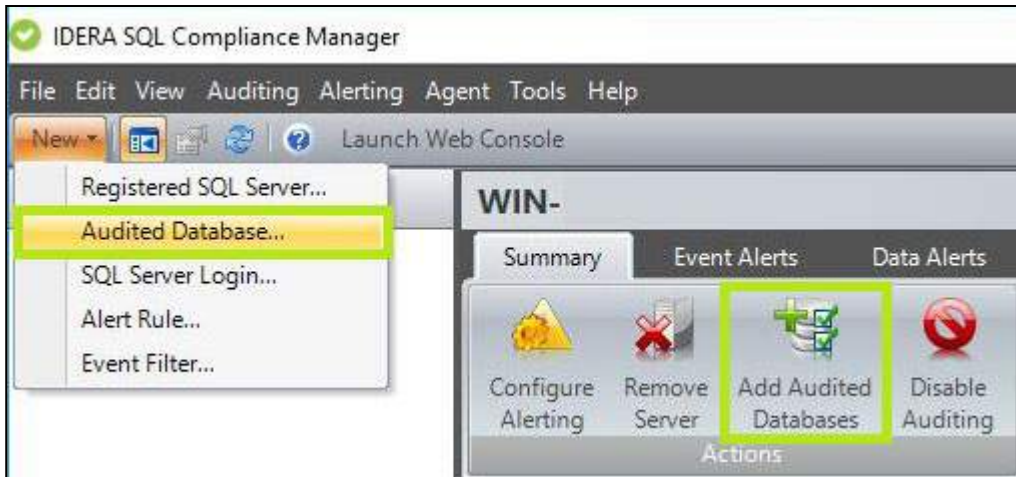 IDERA SQL Compliance Manager
File Edit View Auditing Alerting Agent Tools Help
New Launch Web Console
Registered SQL Server...
Audited Database...
SQL Server Login...
Alert Rule...
Event Filter...
WIN-
Summary Event Alerts Data Alerts
Configure Alerting
Remove Server
Add Audited Databases
Disable Auditing
Actions